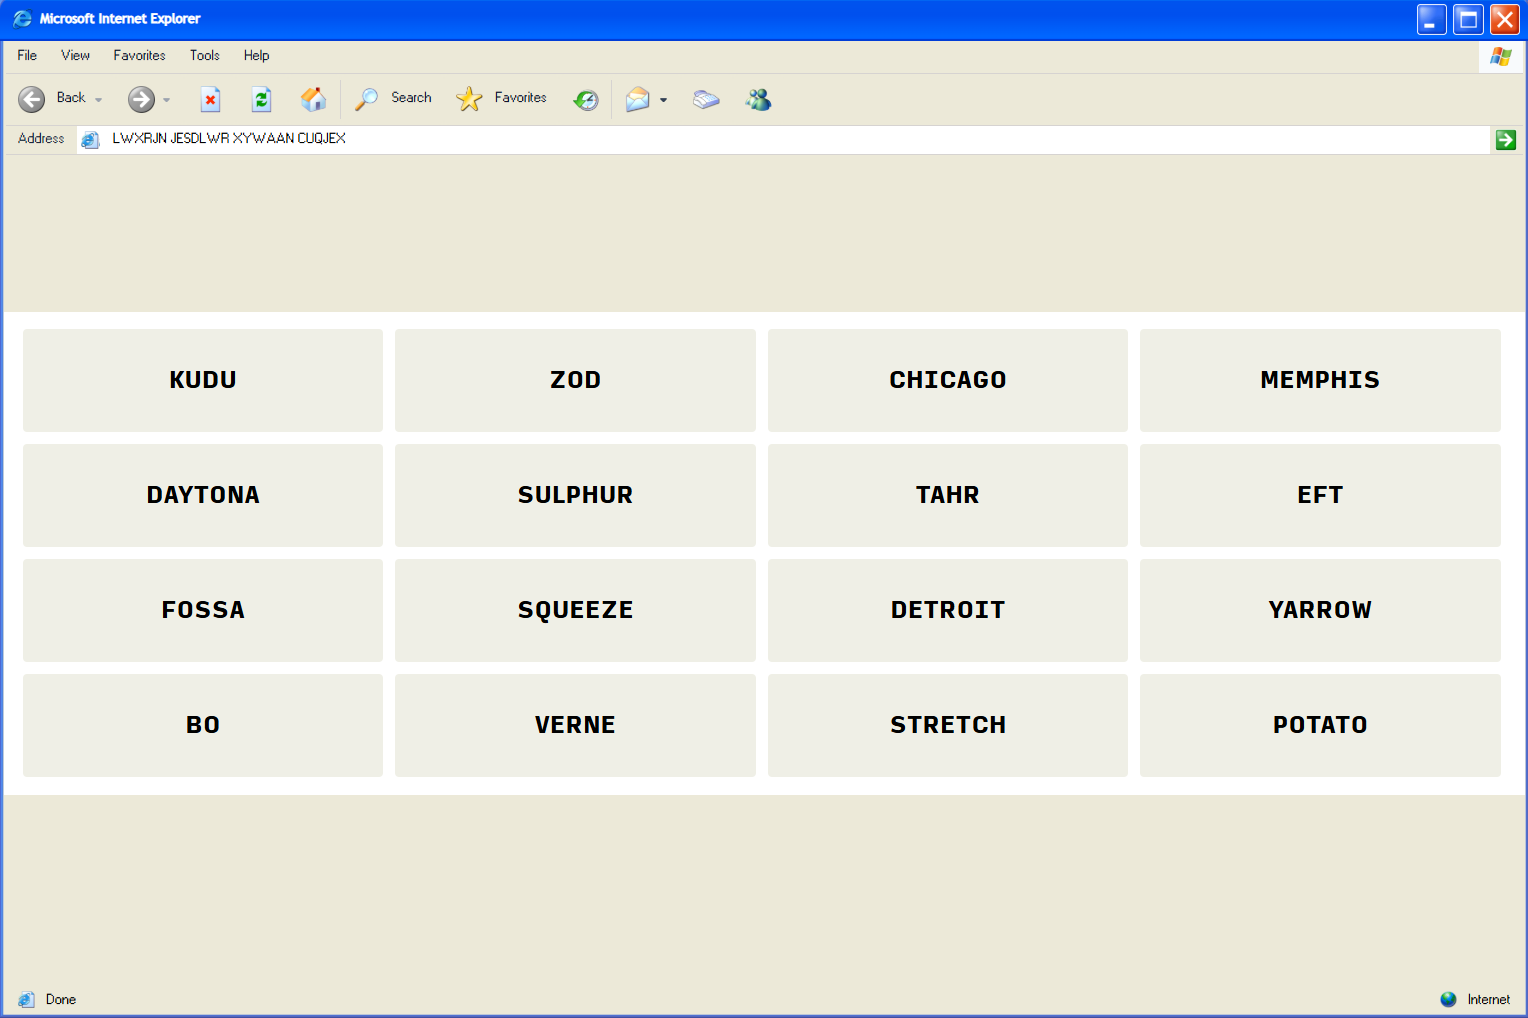 Microsoft Internet Explorer
File View Favorites Tools Help
Back Search Favorites
Address LWXRJN JESDLWR XYWAAN CUQJEX
KUDU ZOD CHICAGO MEMPHIS
DAYTONA SULPHUR TAHR EFT
FOSSA SQUEEZE DETROIT YARROW
BO VERNE STRETCH POTATO
Done Internet